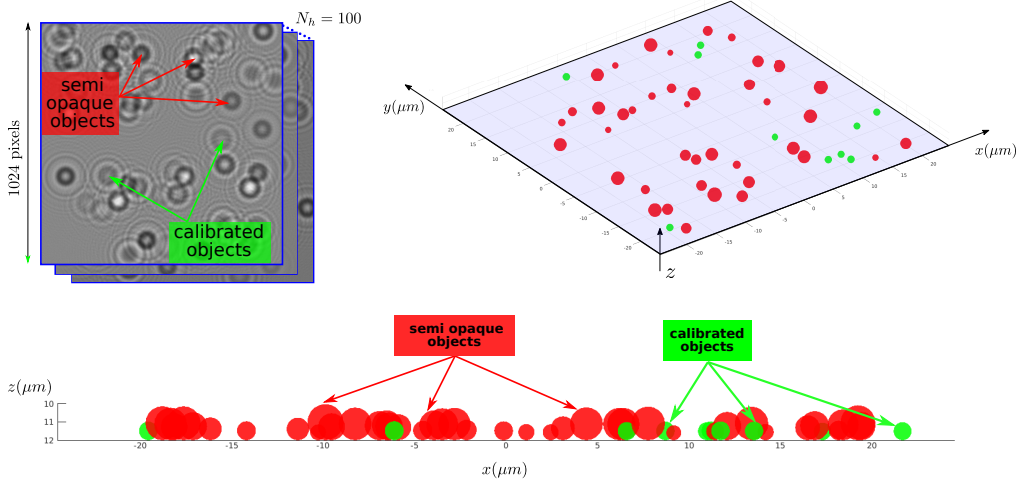 N_h = 100
semi
opaque
objects
1024 pixels
calibrated
objects
y(μm)
20
15
10
5
0
-5
-10
-15
-20
x(μm)
20
15
10
5
0
-5
-10
-15
-20
z
semi opaque
objects
calibrated
objects
z(μm)
10
11
12
-20
-15
-10
-5
0
5
10
15
20
x(μm)